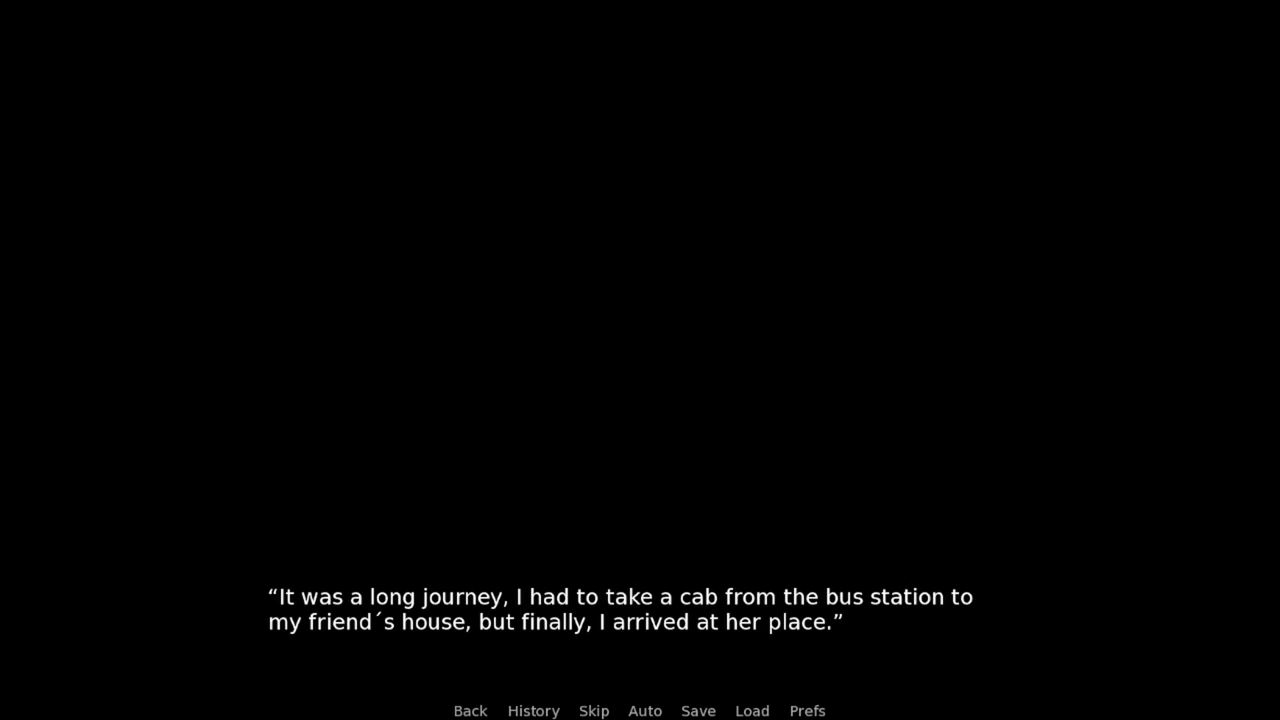 “It was a long journey, I had to take a cab from the bus station to
my friend´s house, but finally, I arrived at her place.”
Back History Skip Auto Save Load Prefs